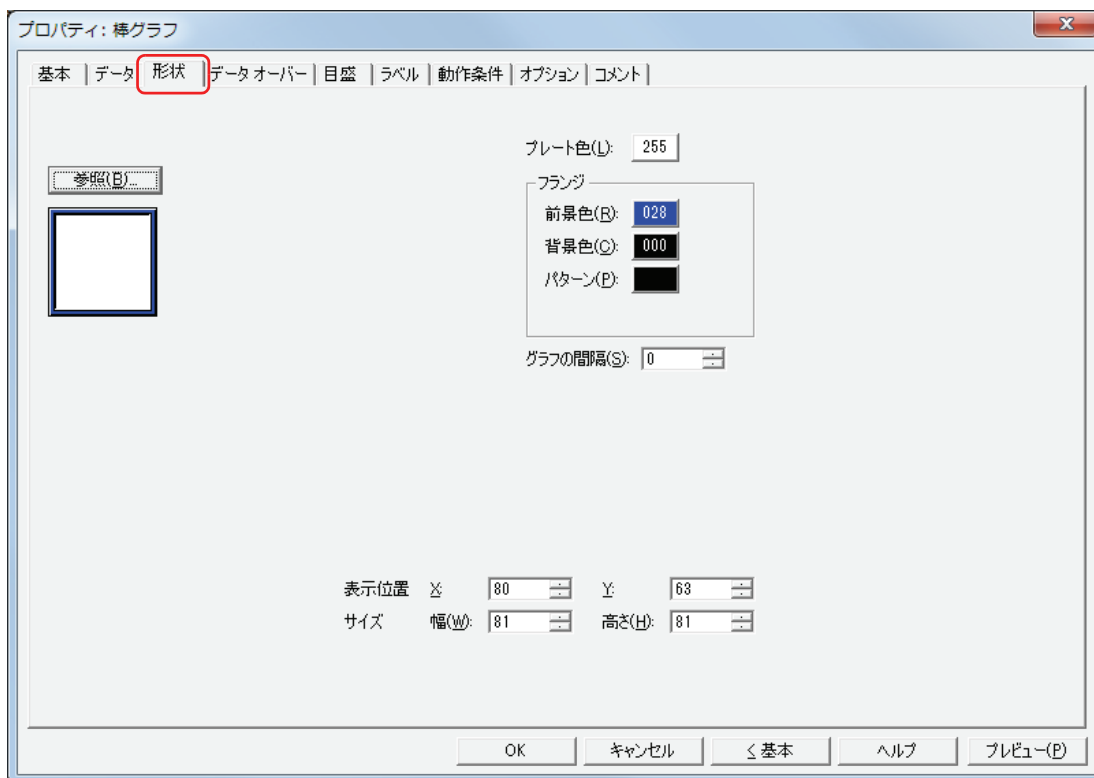 プロパティ: 棒グラフ
X
基本 データ 形状 データ オーバー 目盛 ラベル 動作条件 オプション コメント
プレート色(L): 255
参照(B)...
フランジ
前景色(R): 028
背景色(C): 000
パターン(P):
グラフの間隔(S): 0
表示位置 X: 80 Y: 63
サイズ 幅(W): 81 高さ(H): 81
OK キャンセル < 基本 ヘルプ プレビュー(P)